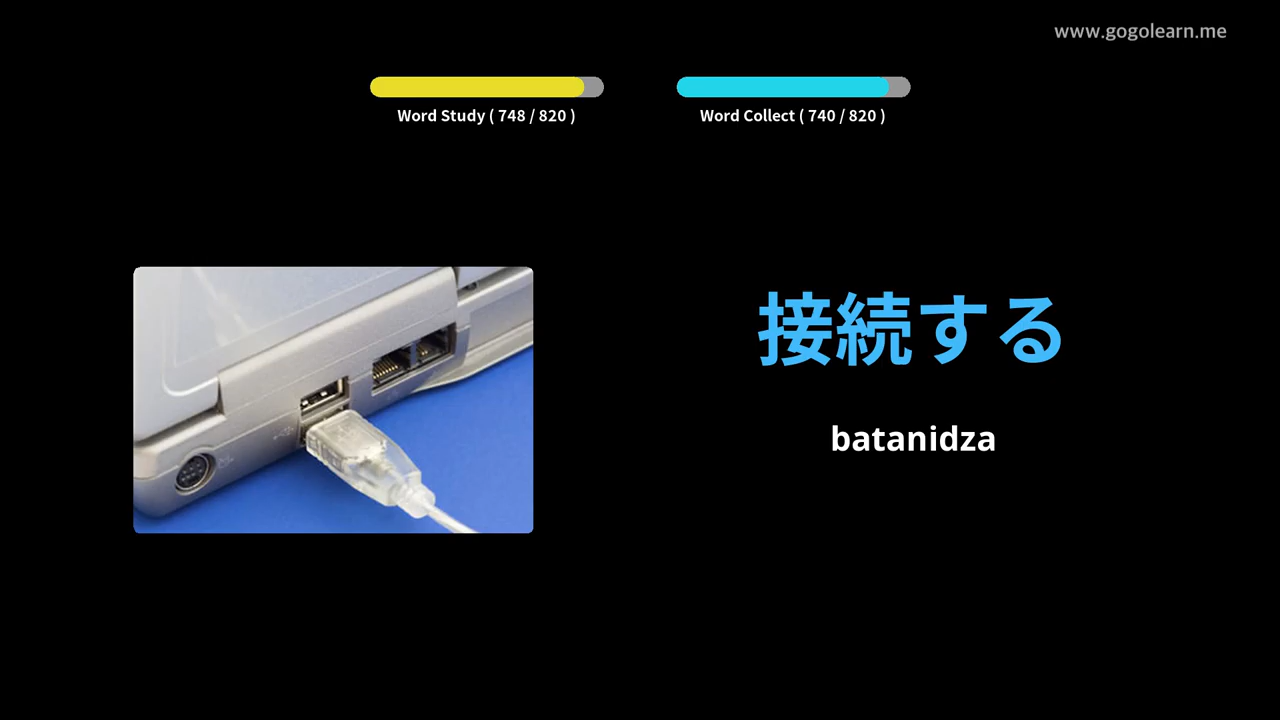 www.gogolearn.me
Word Study ( 748 / 820 )
Word Collect ( 740 / 820 )
接続する
batanidza